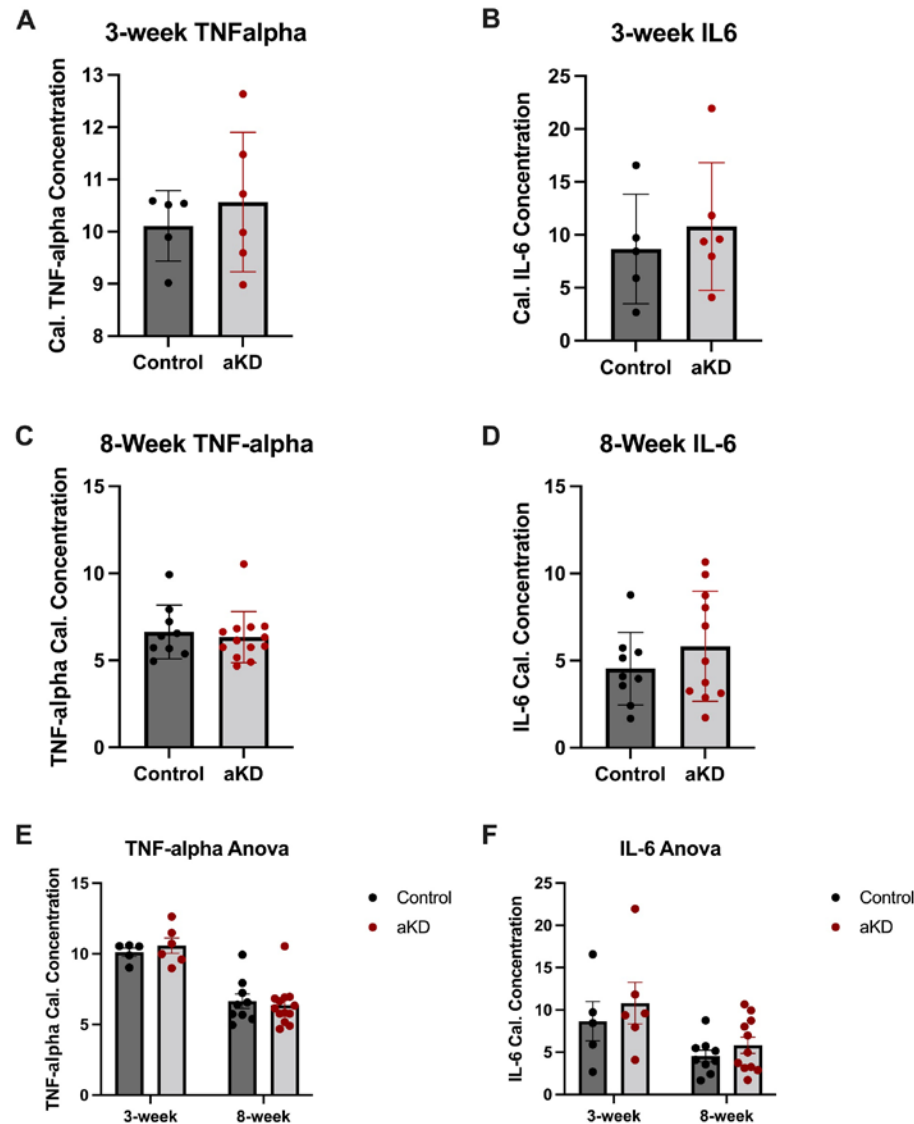 A
3-week TNFalpha
Cal. TNF-alpha Concentration
13
12
11
10
9
8
Control
aKD
B
3-week IL6
Cal. IL-6 Concentration
25
20
15
10
5
0
Control
aKD
C
8-Week TNF-alpha
TNF-alpha Cal. Concentration
15
10
5
0
Control
aKD
D
8-Week IL-6
IL-6 Cal. Concentration
15
10
5
0
Control
aKD
E
TNF-alpha Anova
TNF-alpha Cal. Concentration
15
10
5
0
3-week
8-week
Control
aKD
F
IL-6 Anova
IL-6 Cal. Concentration
25
20
15
10
5
0
3-week
8-week
Control
aKD